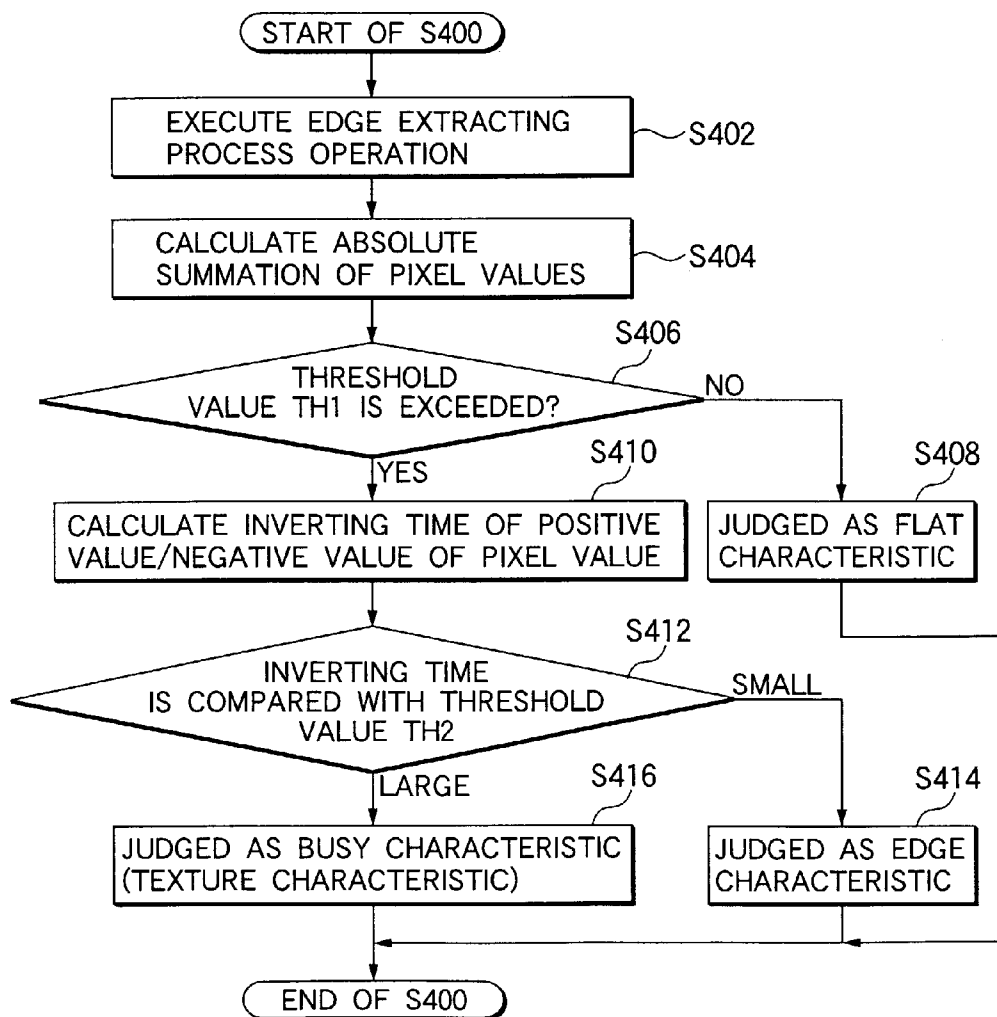 START OF S400
EXECUTE EDGE EXTRACTING
PROCESS OPERATION
S402
CALCULATE ABSOLUTE
SUMMATION OF PIXEL VALUES
S404
S406
THRESHOLD
VALUE TH1 IS EXCEEDED?
NO
YES
S410
S408
CALCULATE INVERTING TIME OF POSITIVE
VALUE/NEGATIVE VALUE OF PIXEL VALUE
JUDGED AS FLAT
CHARACTERISTIC
S412
INVERTING TIME
IS COMPARED WITH THRESHOLD
VALUE TH2
SMALL
LARGE
S416
S414
JUDGED AS BUSY CHARACTERISTIC
(TEXTURE CHARACTERISTIC)
JUDGED AS EDGE
CHARACTERISTIC
END OF S400